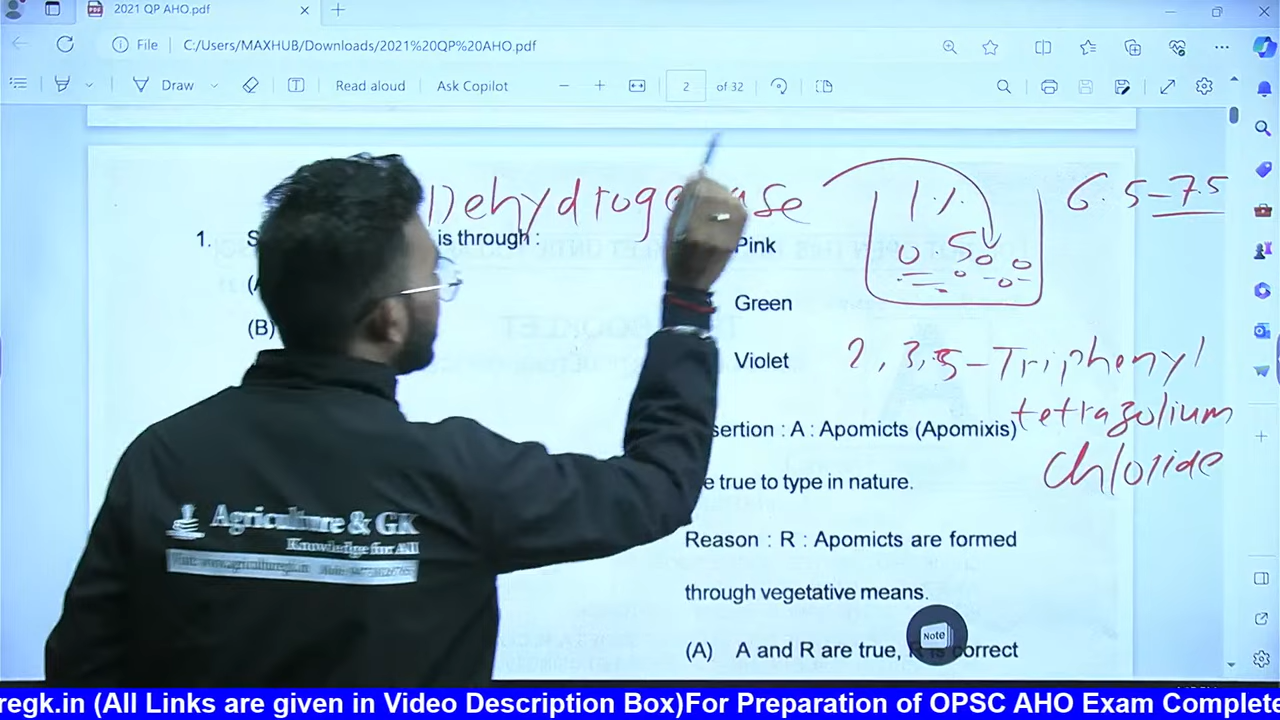 2021 QP AHO.pdf
File C:/Users/MAXHUB/Downloads/2021%20QP%20AHO.pdf
Draw Read aloud Ask Copilot 2 of 32
1%
6.5-7.5
1.
is through :
Pink
0.5
(B)
Green
Violet
2,3,5-Triphenyl
tetrazolium
chloride
sertion : A : Apomicts (Apomixis)
e true to type in nature.
Reason : R : Apomicts are formed
through vegetative means.
Note
(A) A and R are true, R is correct
Agriculture & GK
Knowledge for All
regk.in (All Links are given in Video Description Box)For Preparation of OPSC AHO Exam Complete